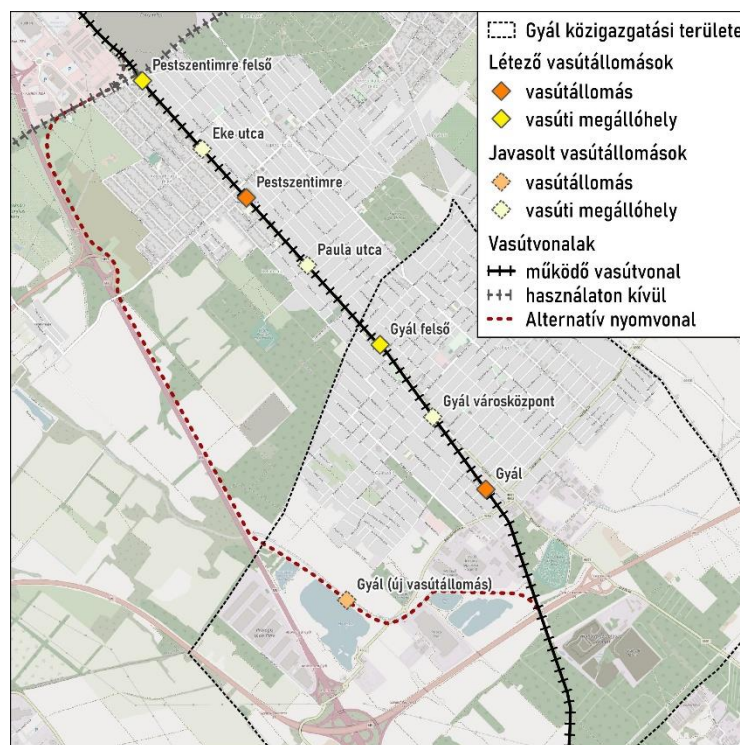 Gyál közigazgatási területe
Létező vasútállomások
vasútállomás
vasúti megállóhely
Javasolt vasútállomások
vasútállomás
vasúti megállóhely
Vasútvonalak
működő vasútvonal
használaton kívül
Alternatív nyomvonal
Pestszentimre felső
Eke utca
Pestszentimre
Paula utca
Gyál felső
Gyál városközpont
Gyál
Gyál (új vasútállomás)